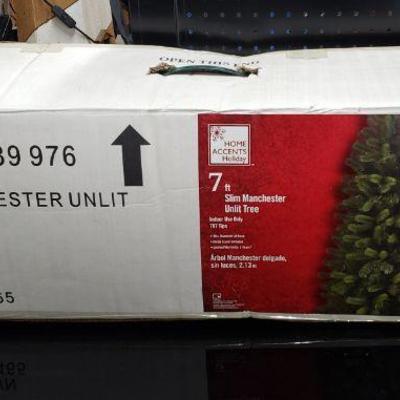 OPEN THIS END
39 976
ESTER UNLIT
HOME
ACCENTS
Holiday
7 ft
Slim Manchester
Unlit Tree
Indoor Use Only
Árbol Manchester delgado,
sin luces, 2.13 m